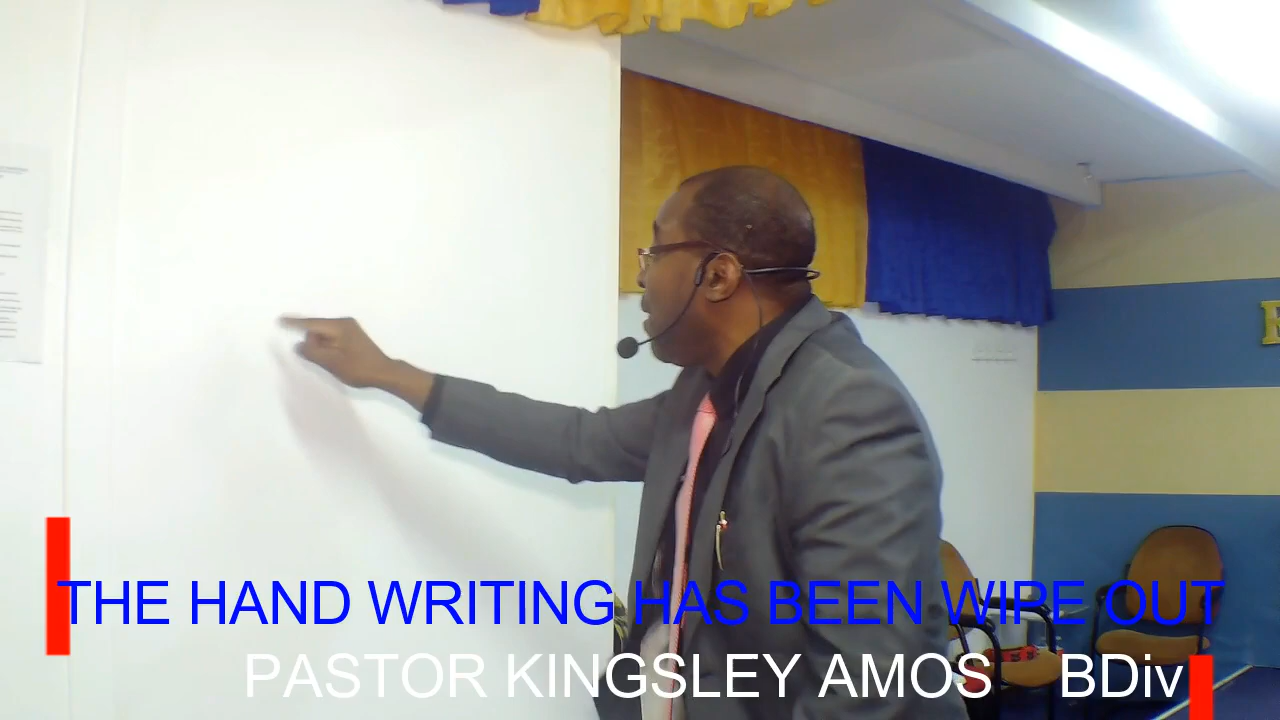 THE HAND WRITING HAS BEEN WIPE OUT
PASTOR KINGSLEY AMOS BDiv